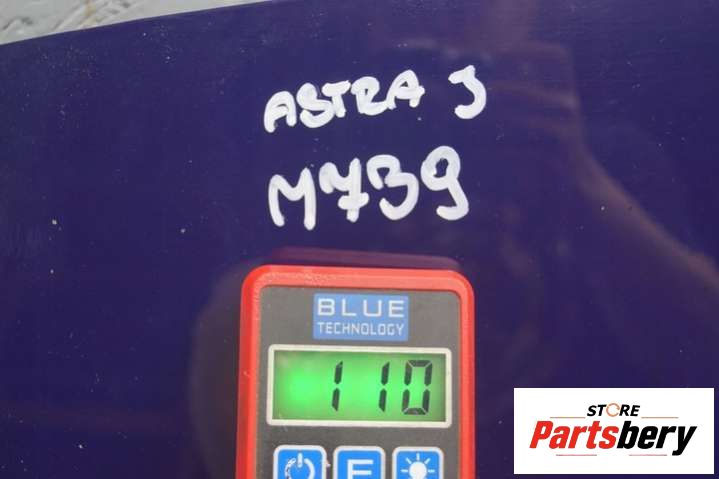 ASTRA J
M739
BLUE
TECHNOLOGY
110
F
STORE
Partsbery